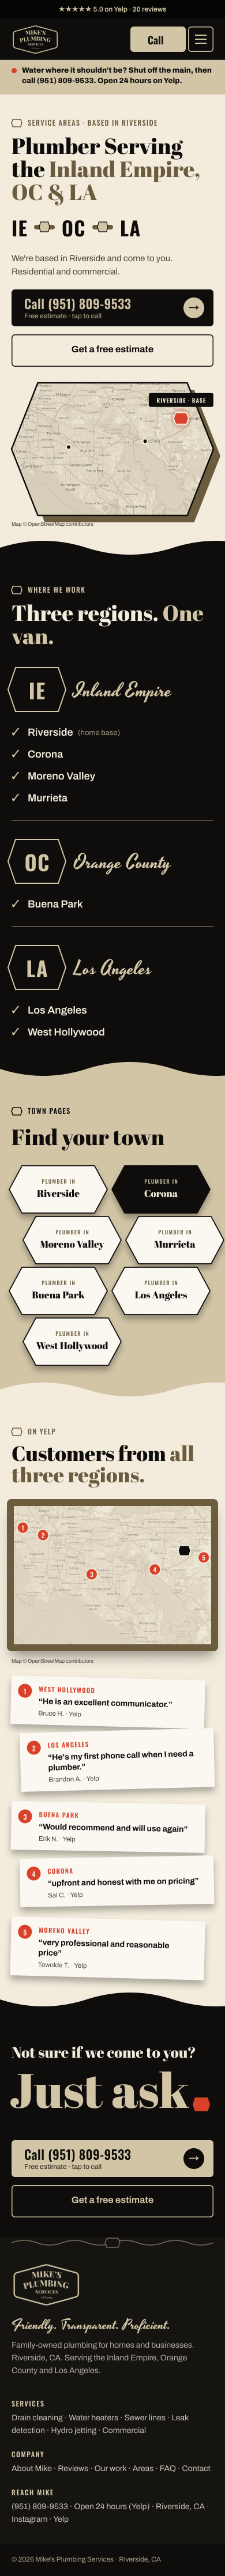 ★★★★★ 5.0 on Yelp · 20 reviews
MIKE'S
PLUMBING
SERVICES
Call
Water where it shouldn't be? Shut off the main, then
call (951) 809-9533. Open 24 hours on Yelp.
SERVICE AREAS · BASED IN RIVERSIDE
Plumber Serving
the Inland Empire,
OC & LA
IE OC LA
We're based in Riverside and come to you.
Residential and commercial.
Call (951) 809-9533
Free estimate · tap to call
→
Get a free estimate
RIVERSIDE · BASE
Map © OpenStreetMap contributors
WHERE WE WORK
Three regions. One
van.
IE Inland Empire
✓ Riverside (home base)
✓ Corona
✓ Moreno Valley
✓ Murrieta
OC Orange County
✓ Buena Park
LA Los Angeles
✓ Los Angeles
✓ West Hollywood
TOWN PAGES
Find your town
PLUMBER IN
Riverside
PLUMBER IN
Corona
PLUMBER IN
Moreno Valley
PLUMBER IN
Murrieta
PLUMBER IN
Buena Park
PLUMBER IN
Los Angeles
PLUMBER IN
West Hollywood
ON YELP
Customers from all
three regions.
1
2
3
4
5
Map © OpenStreetMap contributors
1 WEST HOLLYWOOD
“He is an excellent communicator.”
Bruce H. · Yelp
2 LOS ANGELES
“He's my first phone call when I need a
plumber.”
Brandon A. · Yelp
3 BUENA PARK
“Would recommend and will use again”
Erik N. · Yelp
4 CORONA
“upfront and honest with me on pricing”
Sal C. · Yelp
5 MORENO VALLEY
“very professional and reasonable
price”
Tewolde T. · Yelp
Not sure if we come to you?
Just ask
Call (951) 809-9533
Free estimate · tap to call
→
Get a free estimate
MIKE'S
PLUMBING
SERVICES
Friendly. Transparent. Proficient.
Family-owned plumbing for homes and businesses.
Riverside, CA. Serving the Inland Empire, Orange
County and Los Angeles.
SERVICES
Drain cleaning · Water heaters · Sewer lines · Leak
detection · Hydro jetting · Commercial
COMPANY
About Mike · Reviews · Our work · Areas · FAQ · Contact
REACH MIKE
(951) 809-9533 · Open 24 hours (Yelp) · Riverside, CA ·
Instagram · Yelp
© 2026 Mike's Plumbing Services · Riverside, CA